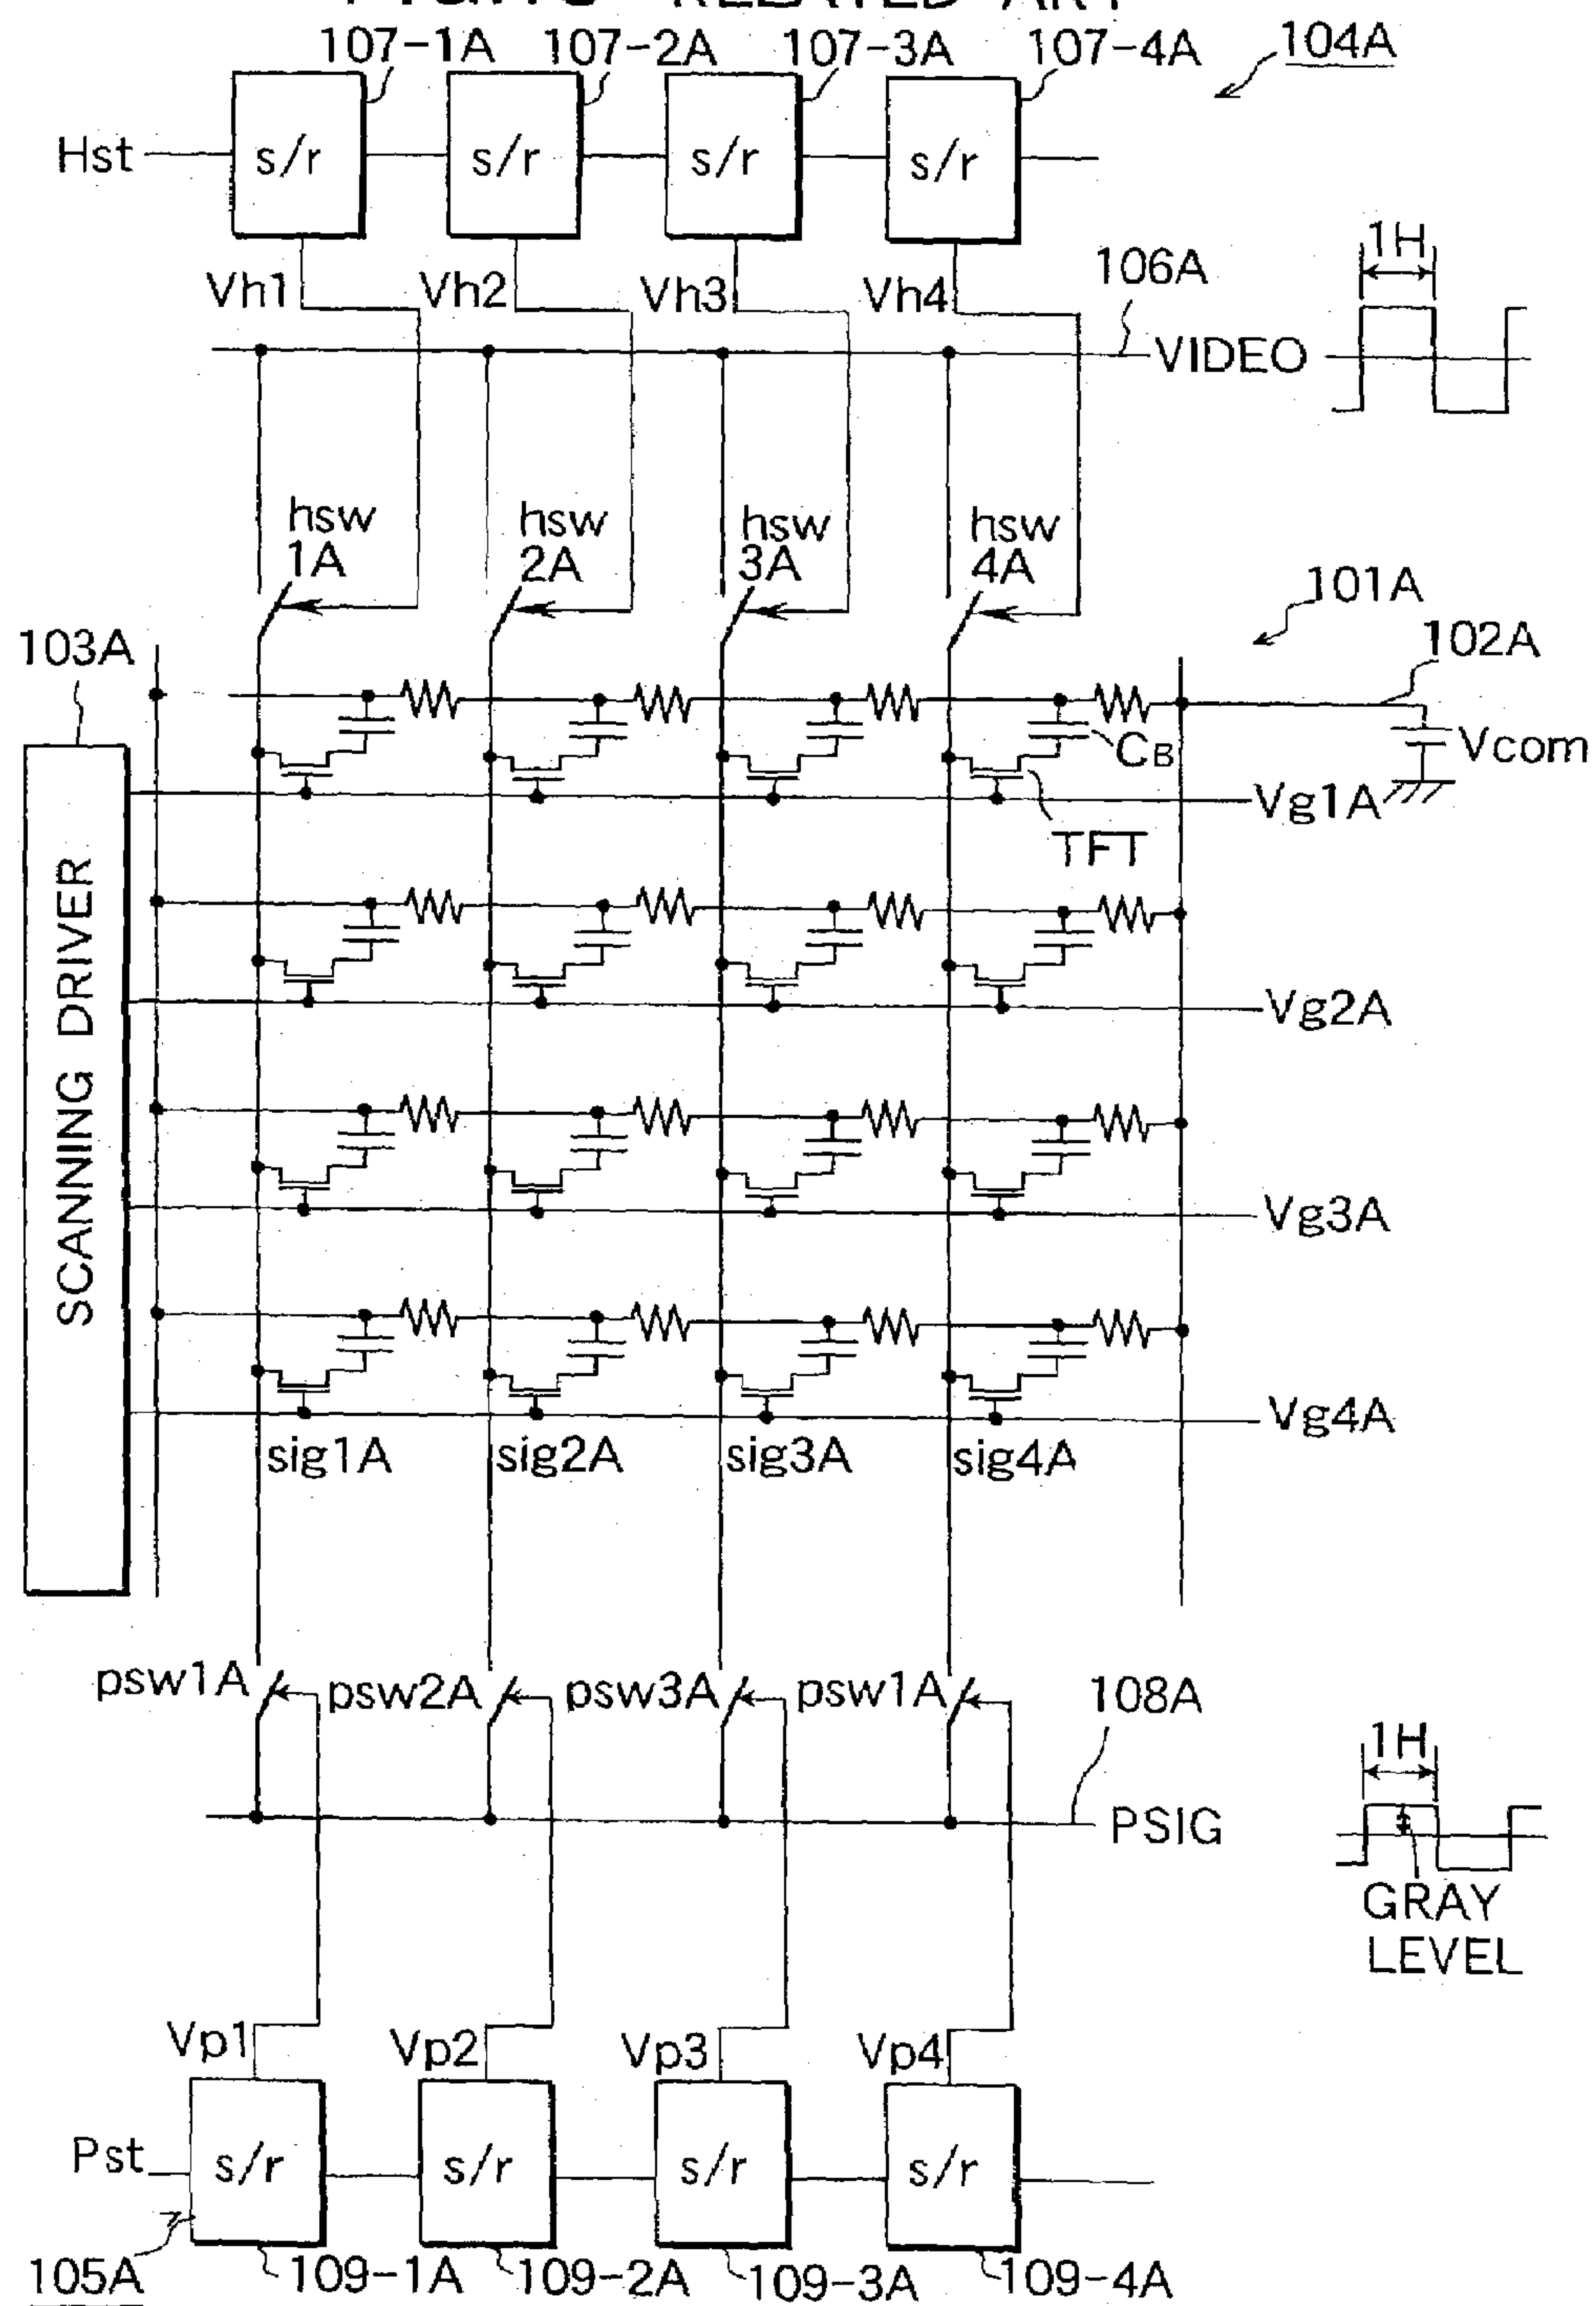 RELATED ART
107-1A 107-2A 107-3A 107-4A 104A
Hst s/r s/r s/r s/r
1H
Vh1 Vh2 Vh3 Vh4 106A
VIDEO
hsw 1A
hsw 2A
hsw 3A
hsw 4A
101A
103A
102A
CB
Vcom
Vg1A
TFT
SCANNING DRIVER
Vg2A
Vg3A
Vg4A
sig1A sig2A sig3A sig4A
psw1A psw2A psw3A psw1A 108A
1H
PSIG
GRAY
LEVEL
Vp1 Vp2 Vp3 Vp4
Pst s/r s/r s/r s/r
105A 109-1A 109-2A 109-3A 109-4A